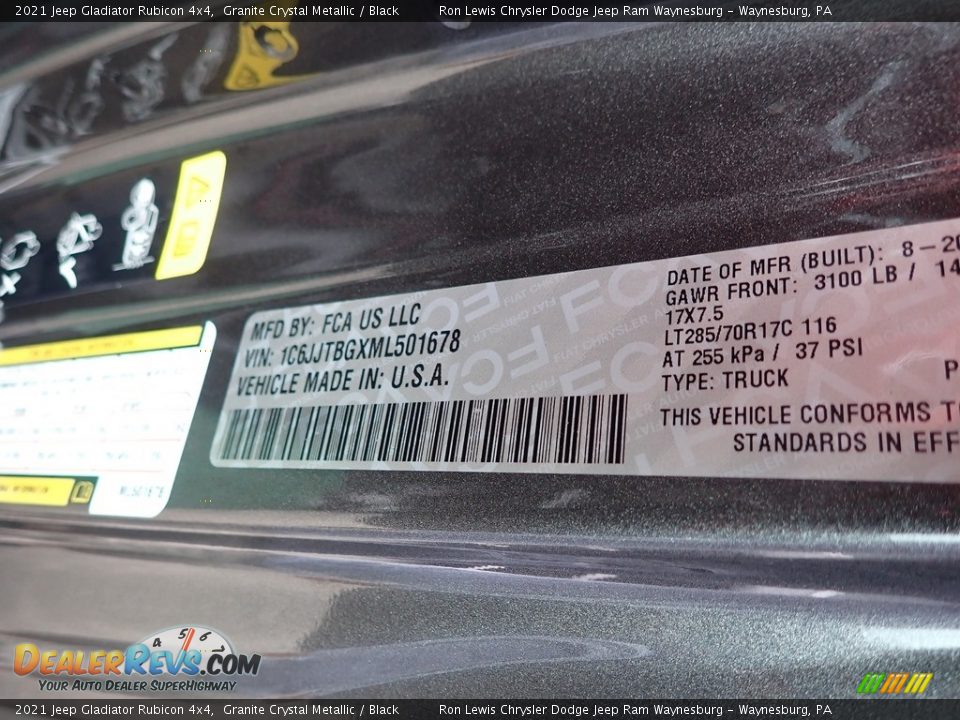 2021 Jeep Gladiator Rubicon 4x4, Granite Crystal Metallic / Black Ron Lewis Chrysler Dodge Jeep Ram Waynesburg - Waynesburg, PA
MFD BY: FCA US LLC
VIN: 1C6JJTBGXML501678
VEHICLE MADE IN: U.S.A.
DATE OF MFR (BUILT): 8-20
GAWR FRONT: 3100 LB / 14
17X7.5
LT285/70R17C 116
AT 255 kPa / 37 PSI
TYPE: TRUCK P
THIS VEHICLE CONFORMS T
STANDARDS IN EFF
ML501678
4 5 6
DEALERREVS.COM
YOUR AUTO DEALER SUPERHIGHWAY
2021 Jeep Gladiator Rubicon 4x4, Granite Crystal Metallic / Black Ron Lewis Chrysler Dodge Jeep Ram Waynesburg - Waynesburg, PA